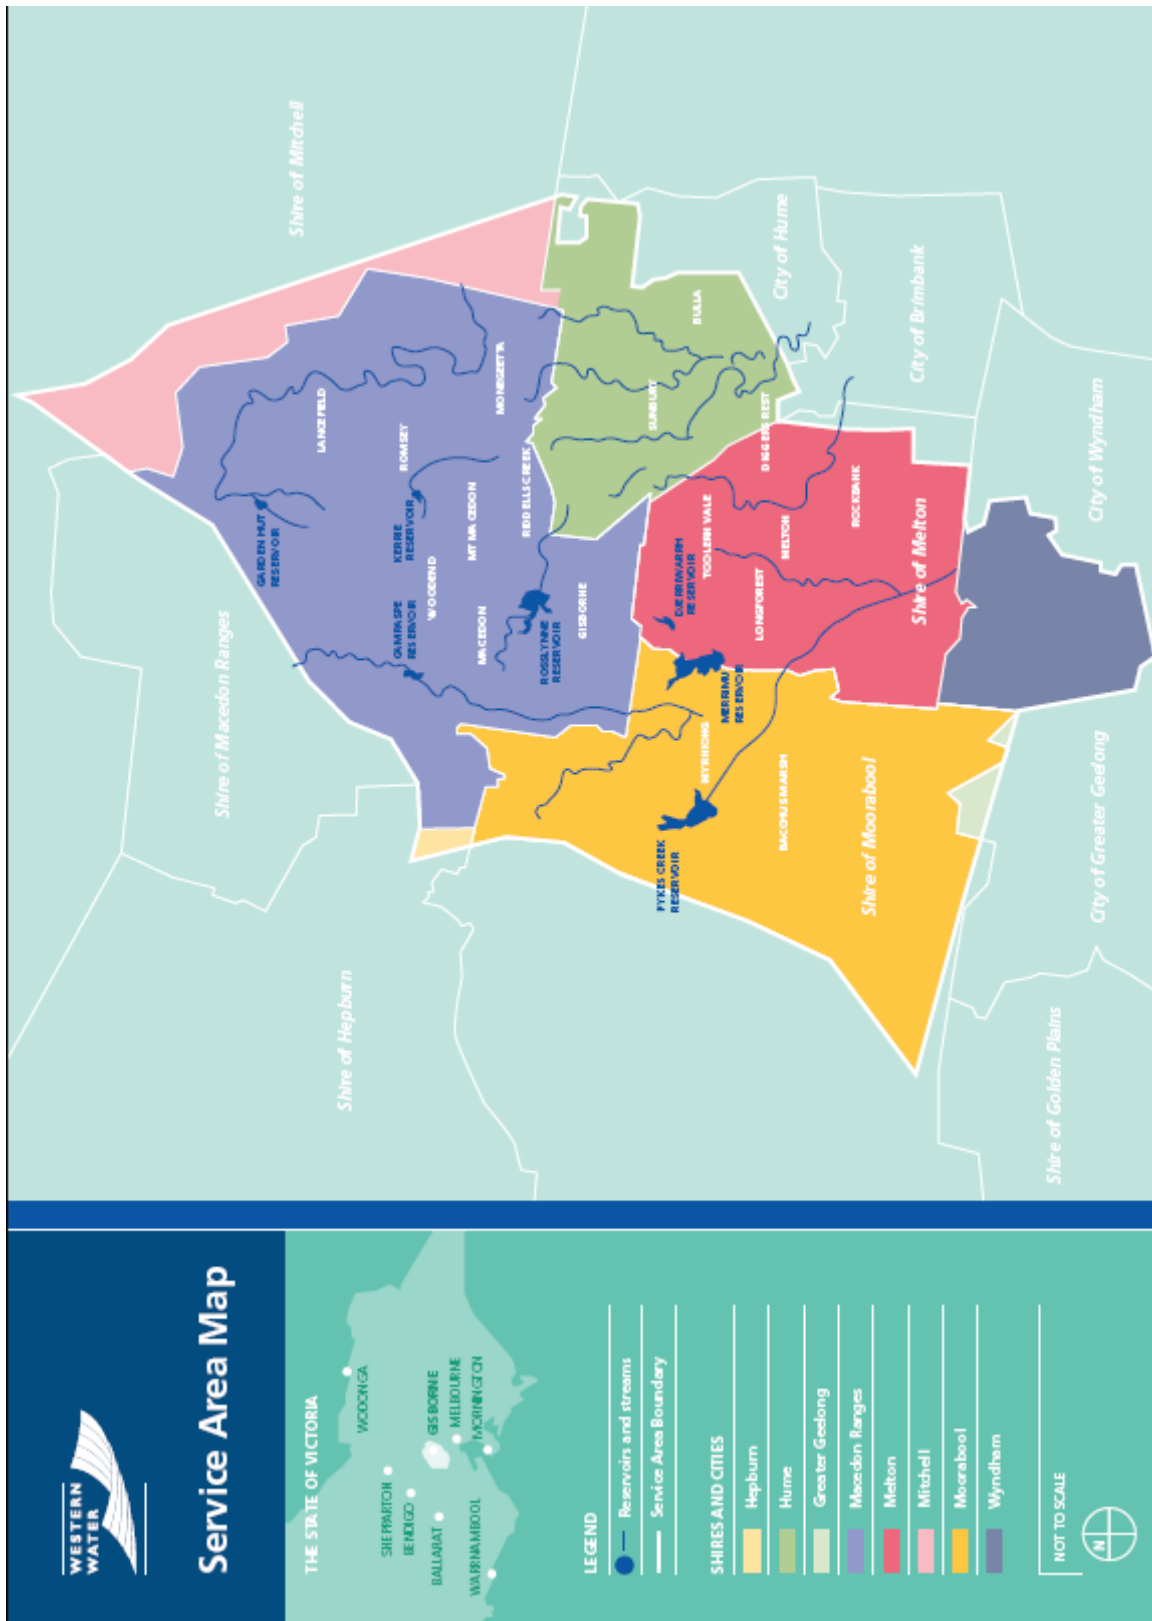 WESTERN
WATER
Service Area Map
THE STATE OF VICTORIA
WODONGA
SHEPPARTON
BENDIGO
BALLARAT
GISBORNE
MELBOURNE
MORNINGTON
WARRNAMBOOL
LEGEND
Reservoirs and streams
Service Area Boundary
SHIRES AND CITIES
Hepburn
Hume
Greater Geelong
Macedon Ranges
Melton
Mitchell
Moorabool
Wyndham
NOT TO SCALE
N
Shire of Mitchell
Shire of Macedon Ranges
Shire of Hepburn
LANCEFIELD
GARDEN HUT
RESERVOIR
ROMSEY
KERRIE
RESERVOIR
CAMPASPE
RESERVOIR
WOODEND
MT MACEDON
MACEDON
MONEGEETTA
RIDDELLS CREEK
ROSSLYNNE
RESERVOIR
GISBORNE
SUNBURY
BULLA
City of Hume
DIGGERS REST
TOOLERN VALE
DJERRIWARRH
RESERVOIR
MERRIMU
RESERVOIR
MYRNIONG
PYKES CREEK
RESERVOIR
LONGFOREST
MELTON
BACCHUS MARSH
ROCKBANK
City of Brimbank
Shire of Melton
Shire of Moorabool
City of Wyndham
City of Greater Geelong
Shire of Golden Plains